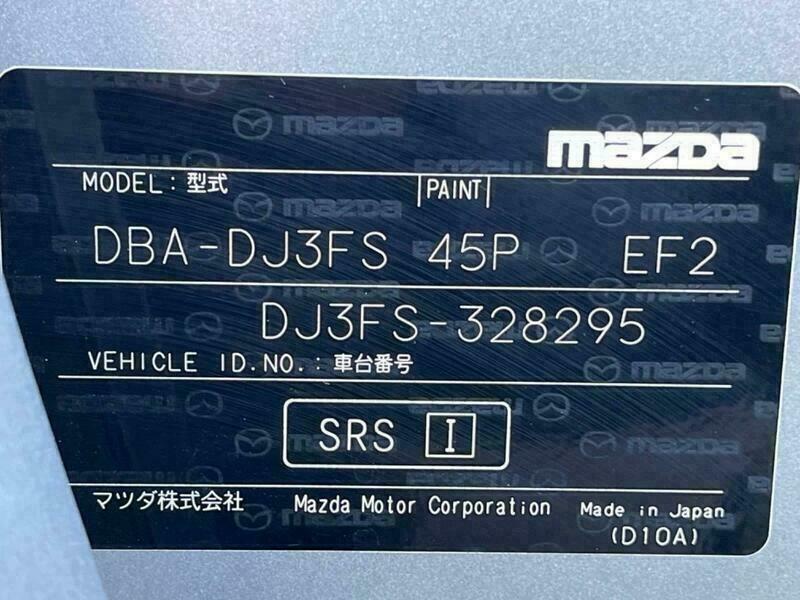 mazda
MODEL：型式 PAINT
DBA-DJ3FS 45P EF2
DJ3FS-328295
VEHICLE ID.NO.：車台番号
SRS I
マツダ株式会社 Mazda Motor Corporation Made in Japan
(D10A)